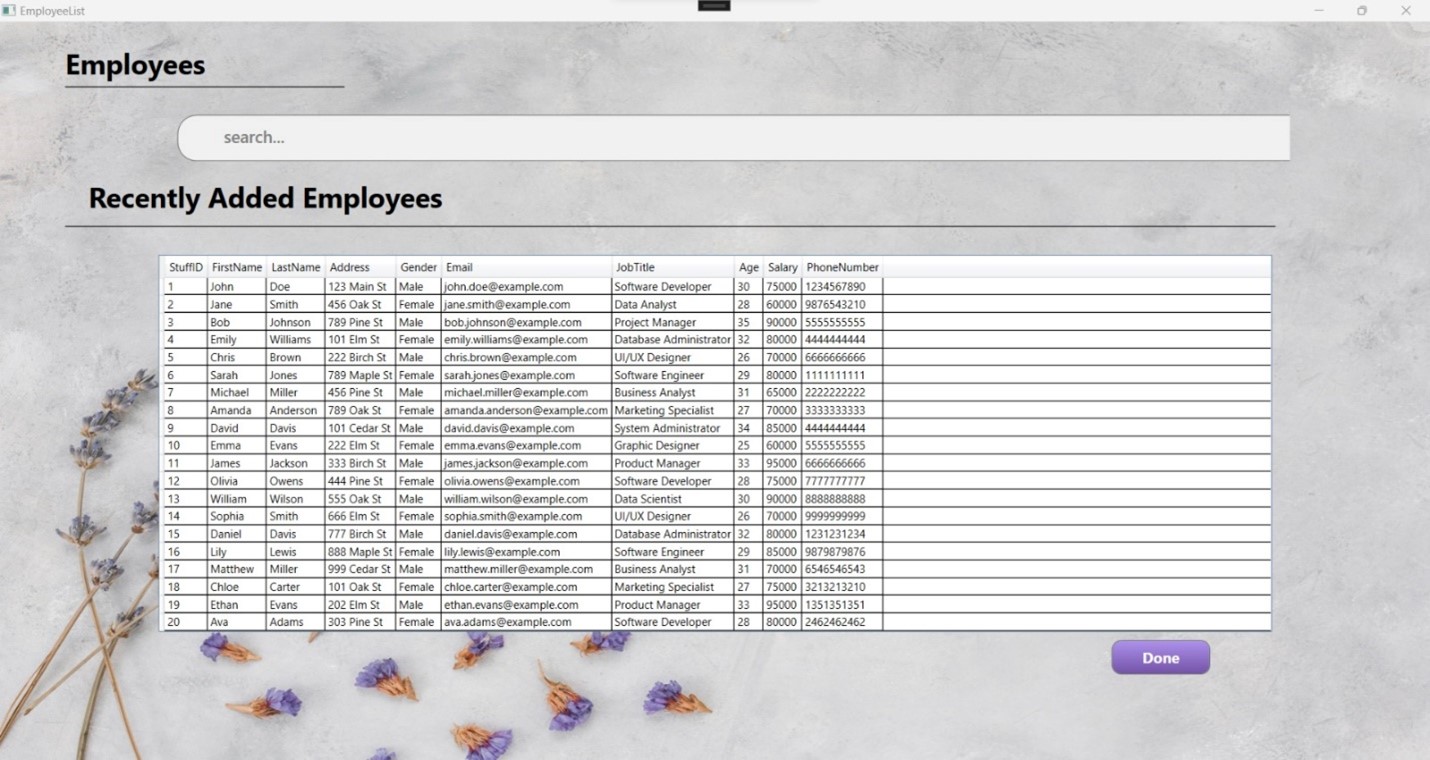 EmployeeList
Employees
search...
Recently Added Employees
StuffID FirstName LastName Address Gender Email JobTitle Age Salary PhoneNumber
1 John Doe 123 Main St Male john.doe@example.com Software Developer 30 75000 1234567890
2 Jane Smith 456 Oak St Female jane.smith@example.com Data Analyst 28 60000 9876543210
3 Bob Johnson 789 Pine St Male bob.johnson@example.com Project Manager 35 90000 5555555555
4 Emily Williams 101 Elm St Female emily.williams@example.com Database Administrator 32 80000 4444444444
5 Chris Brown 222 Birch St Male chris.brown@example.com UI/UX Designer 26 70000 6666666666
6 Sarah Jones 789 Maple St Female sarah.jones@example.com Software Engineer 29 80000 1111111111
7 Michael Miller 456 Pine St Male michael.miller@example.com Business Analyst 31 65000 2222222222
8 Amanda Anderson 789 Oak St Female amanda.anderson@example.com Marketing Specialist 27 70000 3333333333
9 David Davis 101 Cedar St Male david.davis@example.com System Administrator 34 85000 4444444444
10 Emma Evans 222 Elm St Female emma.evans@example.com Graphic Designer 25 60000 5555555555
11 James Jackson 333 Birch St Male james.jackson@example.com Product Manager 33 95000 6666666666
12 Olivia Owens 444 Pine St Female olivia.owens@example.com Software Developer 28 75000 7777777777
13 William Wilson 555 Oak St Male william.wilson@example.com Data Scientist 30 90000 8888888888
14 Sophia Smith 666 Elm St Female sophia.smith@example.com UI/UX Designer 26 70000 9999999999
15 Daniel Davis 777 Birch St Male daniel.davis@example.com Database Administrator 32 80000 1231231234
16 Lily Lewis 888 Maple St Female lily.lewis@example.com Software Engineer 29 85000 9879879876
17 Matthew Miller 999 Cedar St Male matthew.miller@example.com Business Analyst 31 70000 6546546543
18 Chloe Carter 101 Oak St Female chloe.carter@example.com Marketing Specialist 27 75000 3213213210
19 Ethan Evans 202 Elm St Male ethan.evans@example.com Product Manager 33 95000 1351351351
20 Ava Adams 303 Pine St Female ava.adams@example.com Software Developer 28 80000 2462462462
Done